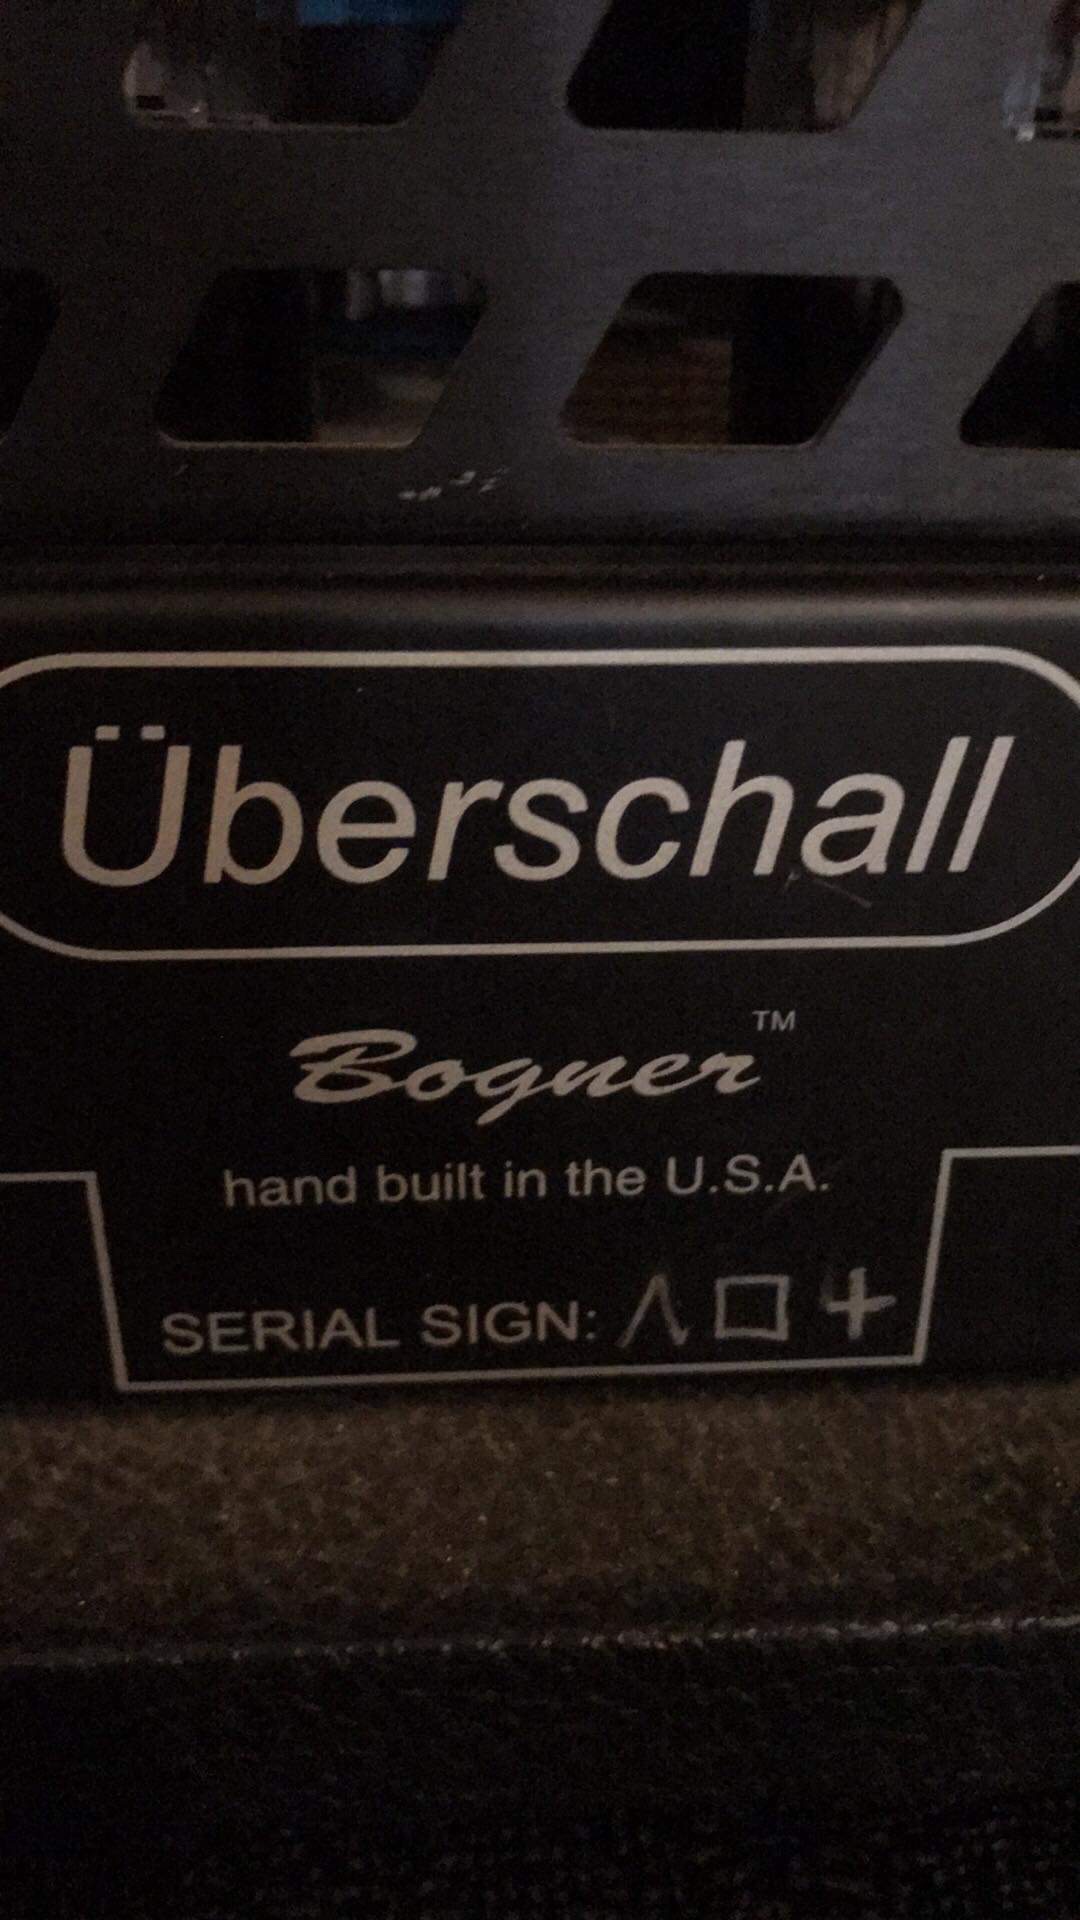 Überschall
Bogner™
hand built in the U.S.A.
SERIAL SIGN: Λ □ +